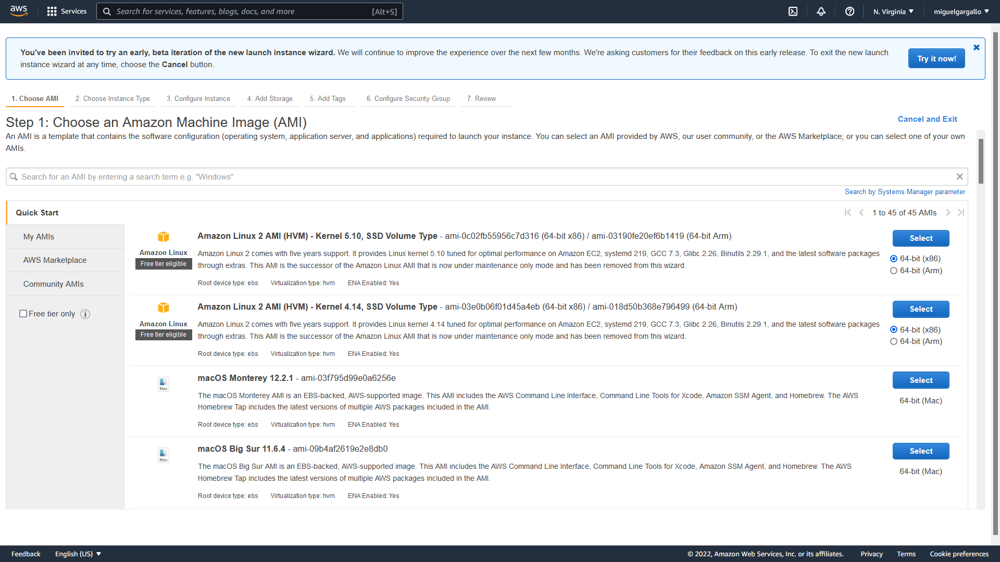 aws
Services
Search for services, features, blogs, docs, and more [Alt+S]
N. Virginia
miguelgargallo
You've been invited to try an early, beta iteration of the new launch instance wizard. We will continue to improve the experience over the next few months. We're asking customers for their feedback on this early release. To exit the new launch
instance wizard at any time, choose the Cancel button.
Try it now!
1. Choose AMI 2. Choose Instance Type 3. Configure Instance 4. Add Storage 5. Add Tags 6. Configure Security Group 7. Review
Step 1: Choose an Amazon Machine Image (AMI)
Cancel and Exit
An AMI is a template that contains the software configuration (operating system, application server, and applications) required to launch your instance. You can select an AMI provided by AWS, our user community, or the AWS Marketplace; or you can select one of your own
AMIs.
Search for an AMI by entering a search term e.g. "Windows"
Search by Systems Manager parameter
Quick Start
My AMIs
AWS Marketplace
Community AMIs
Free tier only
1 to 45 of 45 AMIs
Amazon Linux
Free tier eligible
Amazon Linux 2 AMI (HVM) - Kernel 5.10, SSD Volume Type - ami-0c02fb55956c7d316 (64-bit x86) / ami-03190fe20ef6b1419 (64-bit Arm)
Amazon Linux 2 comes with five years support. It provides Linux kernel 5.10 tuned for optimal performance on Amazon EC2, systemd 219, GCC 7.3, Glibc 2.26, Binutils 2.29.1, and the latest software packages
through extras. This AMI is the successor of the Amazon Linux AMI that is now under maintenance only mode and has been removed from this wizard.
Root device type: ebs Virtualization type: hvm ENA Enabled: Yes
Select
64-bit (x86)
64-bit (Arm)
Amazon Linux
Free tier eligible
Amazon Linux 2 AMI (HVM) - Kernel 4.14, SSD Volume Type - ami-03e0b06f01d45a4eb (64-bit x86) / ami-018d50b368e796499 (64-bit Arm)
Amazon Linux 2 comes with five years support. It provides Linux kernel 4.14 tuned for optimal performance on Amazon EC2, systemd 219, GCC 7.3, Glibc 2.26, Binutils 2.29.1, and the latest software packages
through extras. This AMI is the successor of the Amazon Linux AMI that is now under maintenance only mode and has been removed from this wizard.
Root device type: ebs Virtualization type: hvm ENA Enabled: Yes
Select
64-bit (x86)
64-bit (Arm)
Mac
macOS Monterey 12.2.1 - ami-03f795d99e0a6256e
The macOS Monterey AMI is an EBS-backed, AWS-supported image. This AMI includes the AWS Command Line Interface, Command Line Tools for Xcode, Amazon SSM Agent, and Homebrew. The AWS
Homebrew Tap includes the latest versions of multiple AWS packages included in the AMI.
Root device type: ebs Virtualization type: hvm ENA Enabled: Yes
Select
64-bit (Mac)
Mac
macOS Big Sur 11.6.4 - ami-09b4af2619e2e8db0
The macOS Big Sur AMI is an EBS-backed, AWS-supported image. This AMI includes the AWS Command Line Interface, Command Line Tools for Xcode, Amazon SSM Agent, and Homebrew. The AWS
Homebrew Tap includes the latest versions of multiple AWS packages included in the AMI.
Root device type: ebs Virtualization type: hvm ENA Enabled: Yes
Select
64-bit (Mac)
Feedback English (US)
© 2022, Amazon Web Services, Inc. or its affiliates. Privacy Terms Cookie preferences